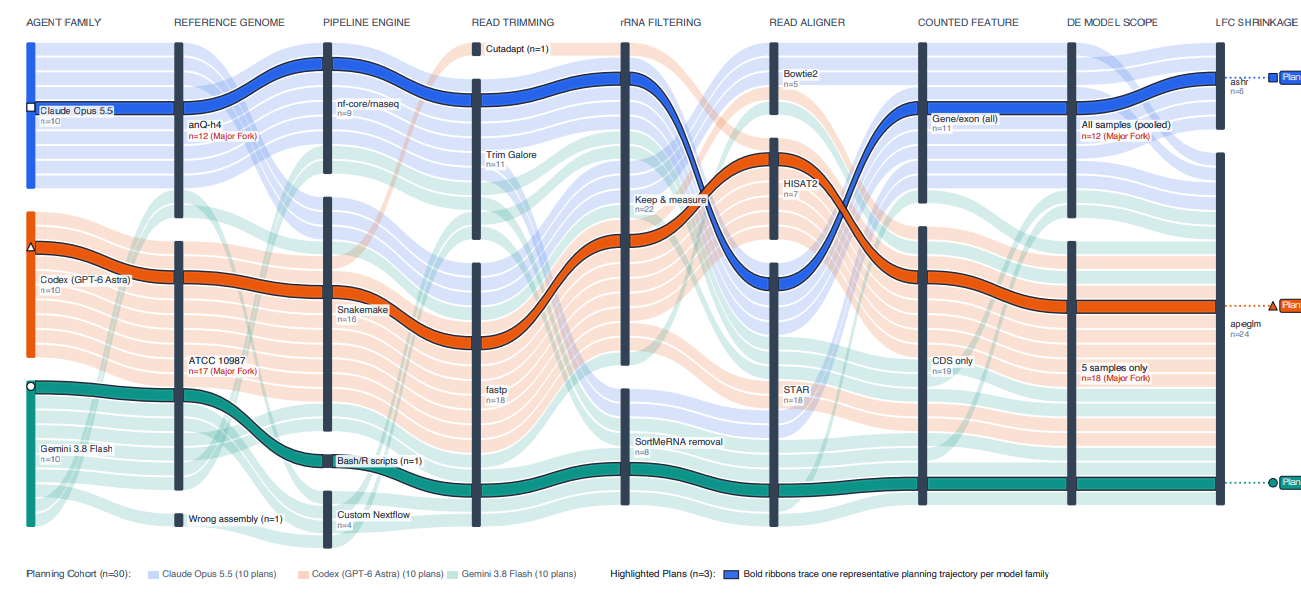 AGENT FAMILY
REFERENCE GENOME
PIPELINE ENGINE
READ TRIMMING
rRNA FILTERING
READ ALIGNER
COUNTED FEATURE
DE MODEL SCOPE
LFC SHRINKAGE
Claude Opus 5.5
n=10
Codex (GPT-6 Astra)
n=10
Gemini 3.8 Flash
n=10
anQ-h4
n=12 (Major Fork)
ATCC 10987
n=17 (Major Fork)
Wrong assembly (n=1)
nf-core/rnaseq
n=9
Snakemake
n=16
Bash/R scripts (n=1)
Custom Nextflow
n=4
Cutadapt (n=1)
Trim Galore
n=11
fastp
n=18
Keep & measure
n=22
SortMeRNA removal
n=8
Bowtie2
n=5
HISAT2
n=7
STAR
n=18
Gene/exon (all)
n=11
CDS only
n=19
All samples (pooled)
n=12 (Major Fork)
5 samples only
n=18 (Major Fork)
ashr
n=6
apeglm
n=24
Plan
Plan
Plan
Planning Cohort (n=30):
Claude Opus 5.5 (10 plans)
Codex (GPT-6 Astra) (10 plans)
Gemini 3.8 Flash (10 plans)
Highlighted Plans (n=3):
Bold ribbons trace one representative planning trajectory per model family